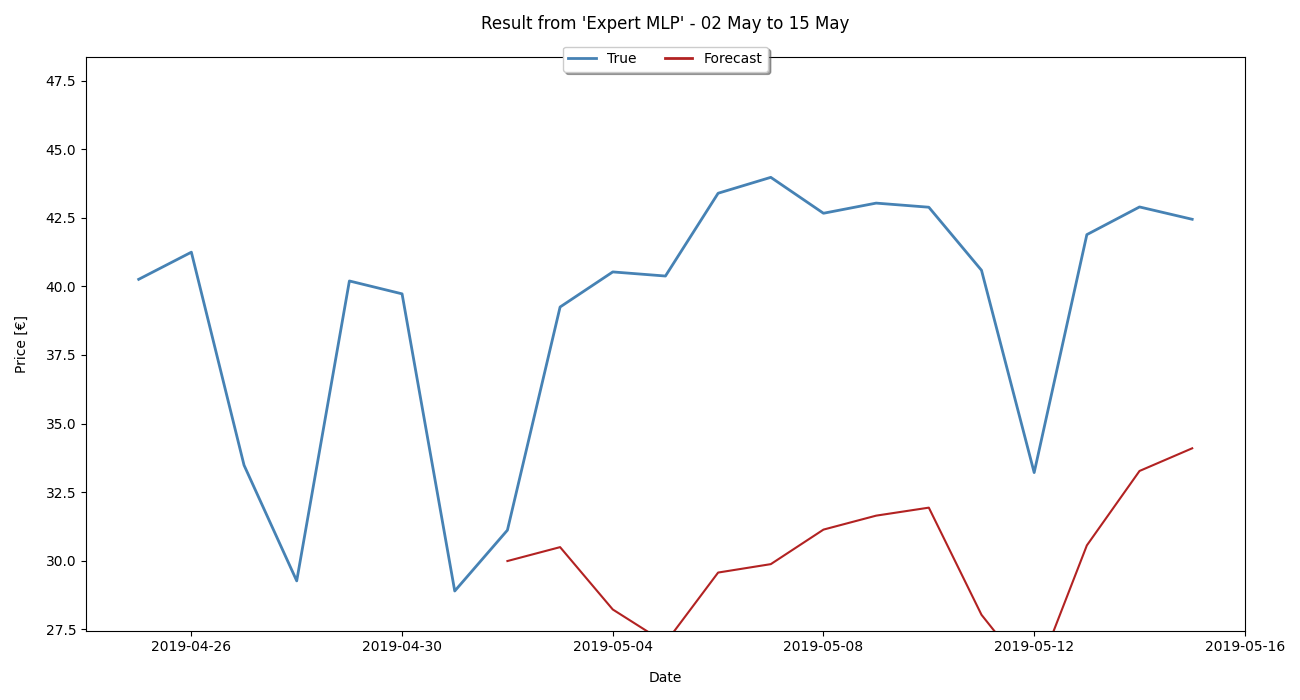 Result from 'Expert MLP' - 02 May to 15 May
True Forecast
47.5
45.0
42.5
40.0
37.5
35.0
32.5
30.0
27.5
Price [€]
2019-04-26 2019-04-30 2019-05-04 2019-05-08 2019-05-12 2019-05-16
Date